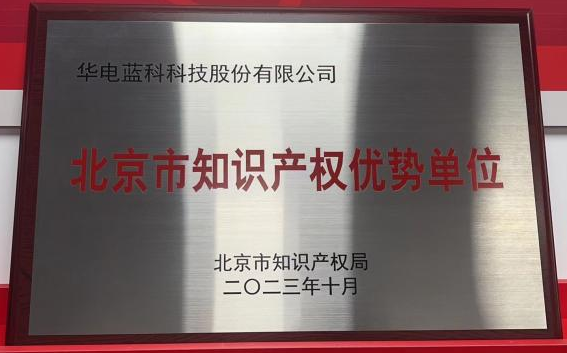 华电蓝科科技股份有限公司
北京市知识产权优势单位
北京市知识产权局
二〇二三年十月